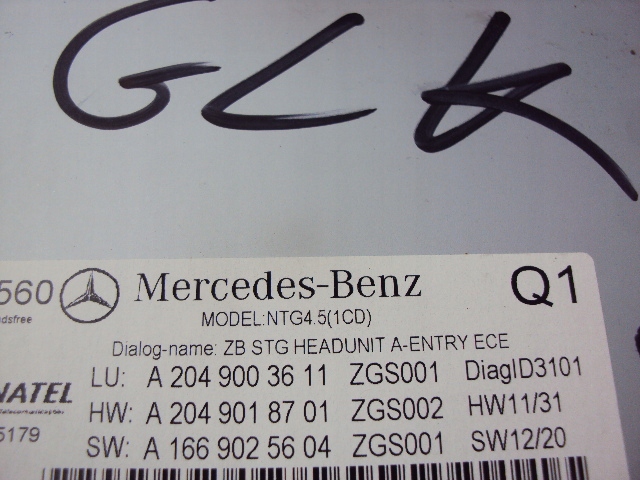 GLK
560 Mercedes-Benz Q1
dsfree MODEL:NTG4.5(1CD)
Dialog-name: ZB STG HEADUNIT A-ENTRY ECE
LU: A 204 900 36 11 ZGS001 DiagID3101
NATEL HW: A 204 901 87 01 ZGS002 HW11/31
5179 SW: A 166 902 56 04 ZGS001 SW12/20